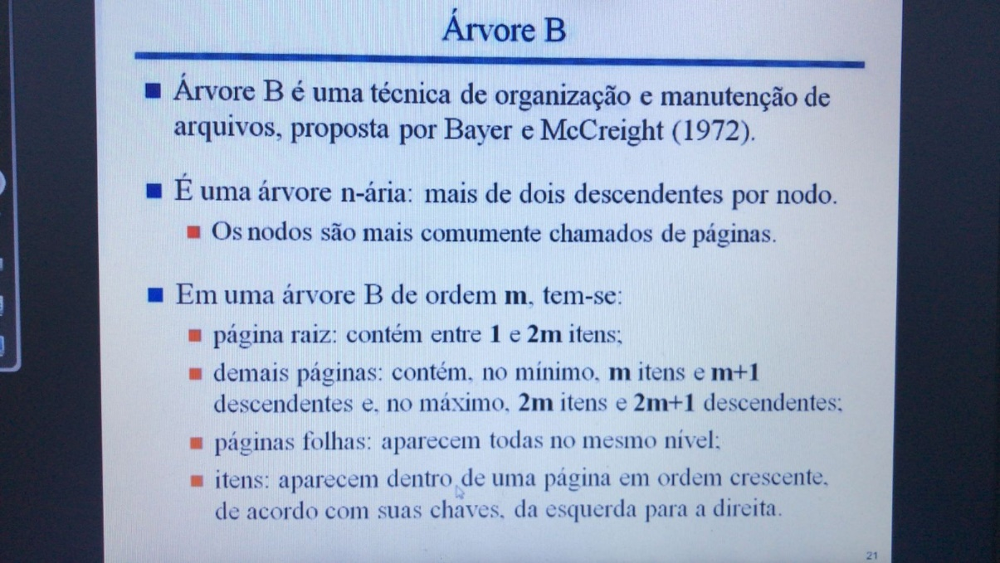 Árvore B
Árvore B é uma técnica de organização e manutenção de
arquivos, proposta por Bayer e McCreight (1972).
É uma árvore n-ária: mais de dois descendentes por nodo.
Os nodos são mais comumente chamados de páginas.
Em uma árvore B de ordem m, tem-se:
página raiz: contém entre 1 e 2m itens;
demais páginas: contém, no mínimo, m itens e m+1
descendentes e, no máximo, 2m itens e 2m+1 descendentes;
páginas folhas: aparecem todas no mesmo nível;
itens: aparecem dentro de uma página em ordem crescente,
de acordo com suas chaves, da esquerda para a direita.
21